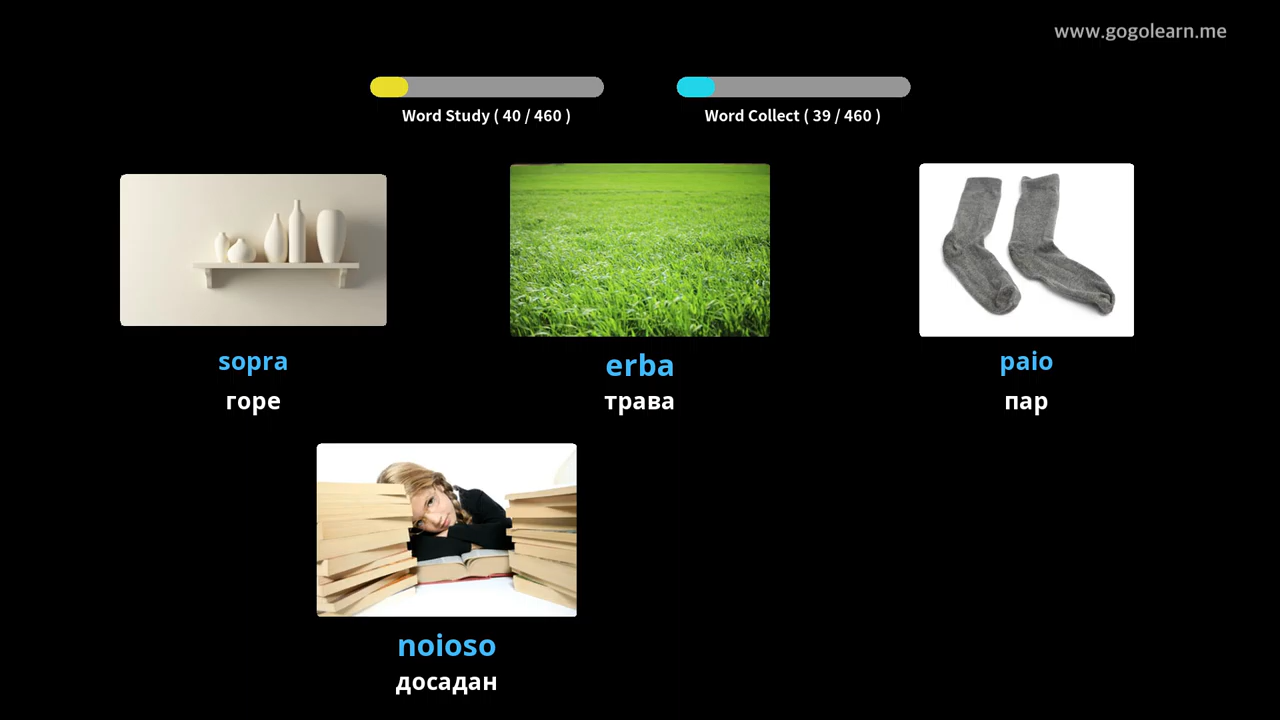 www.gogolearn.me
Word Study ( 40 / 460 )
Word Collect ( 39 / 460 )
sopra
erba
paio
горе
трава
пар
noioso
досадан